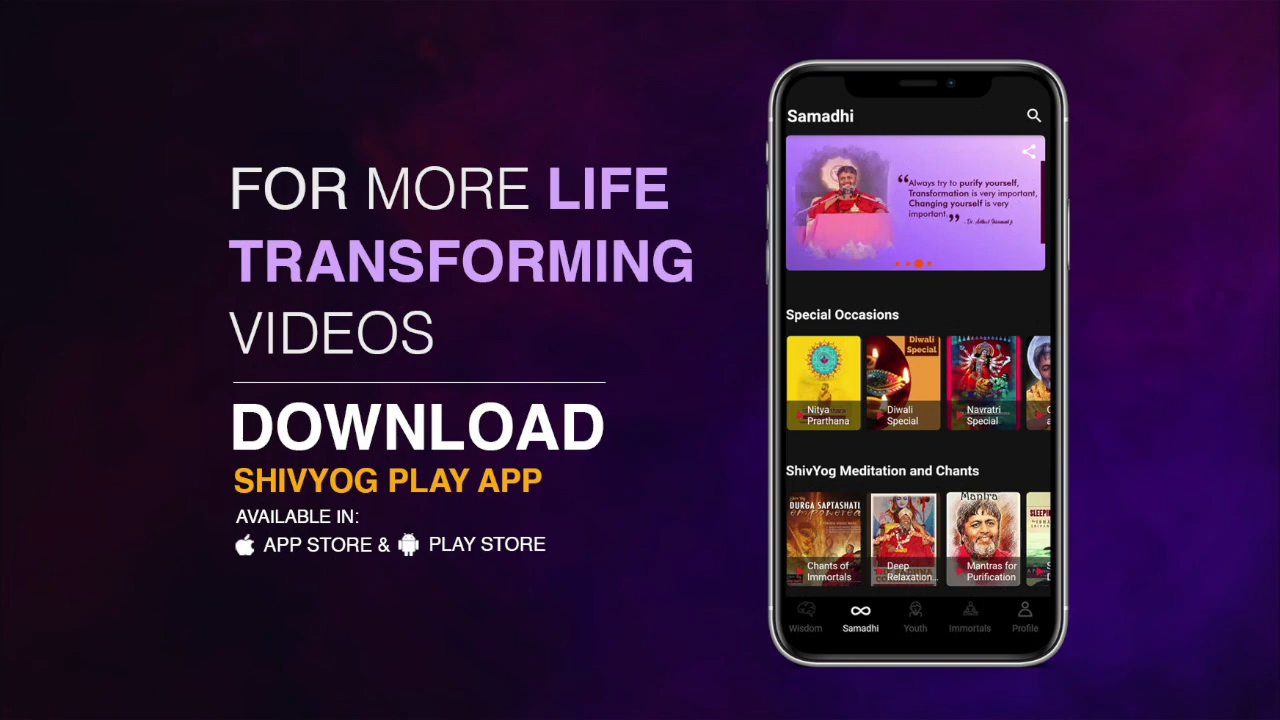 FOR MORE LIFE
TRANSFORMING
VIDEOS
DOWNLOAD
SHIVYOG PLAY APP
AVAILABLE IN:
APP STORE & PLAY STORE
Samadhi
“Always try to purify yourself,
Transformation is very important,
Changing yourself is very
important.”
Special Occasions
Diwali
Special
Nitya
Prarthana
Diwali
Special
Navratri
Special
ShivYog Meditation and Chants
DURGA SAPTASHATI
empowered
Mantra
Chants of
Immortals
Deep
Relaxation...
Mantras for
Purification
Wisdom
Samadhi
Youth
Immortals
Profile